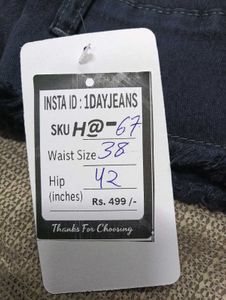 INSTA ID : 1DAYJEANS
SKU H@-67
Waist Size 38
Hip (inches) 42
Rs. 499 /-
Thanks For Choosing